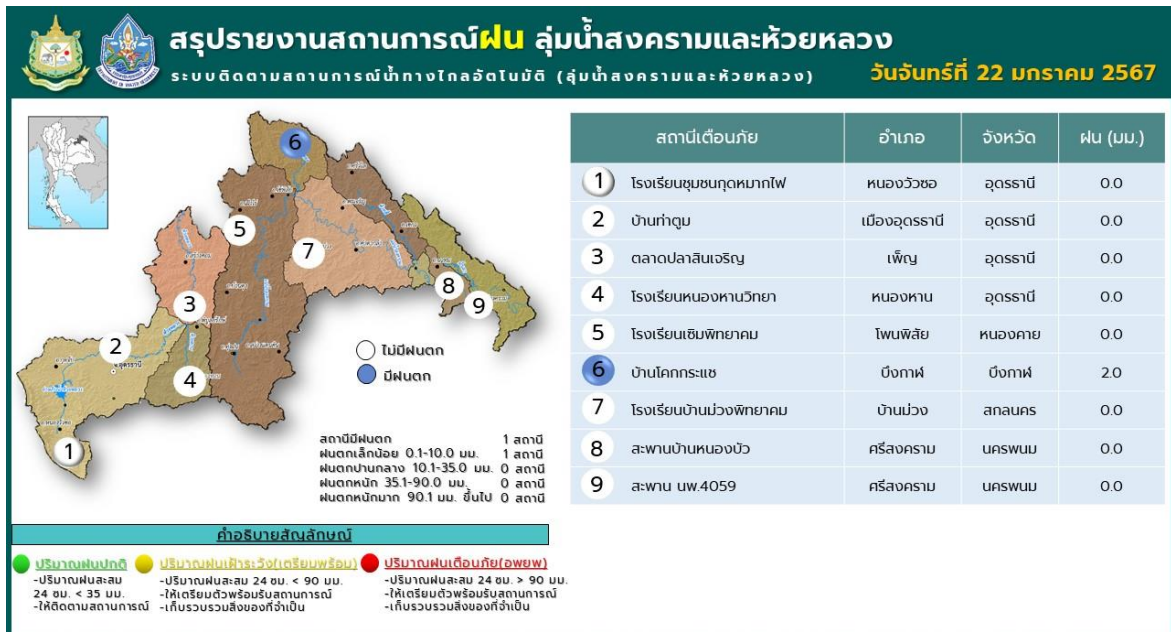 สรุปรายงานสถานการณ์ฝน ลุ่มน้ำสงครามและห้วยหลวง
ระบบติดตามสถานการณ์น้ำทางไกลอัตโนมัติ (ลุ่มน้ำสงครามและห้วยหลวง)
วันจันทร์ที่ 22 มกราคม 2567
สถานีเตือนภัย อำเภอ จังหวัด ฝน (มม.)
1 โรงเรียนชุมชนกุดหมากไฟ หนองวัวซอ อุดรธานี 0.0
2 บ้านท่าตูม เมืองอุดรธานี อุดรธานี 0.0
3 ตลาดปลาสินเจริญ เพ็ญ อุดรธานี 0.0
4 โรงเรียนหนองหานวิทยา หนองหาน อุดรธานี 0.0
5 โรงเรียนเซิมพิทยาคม โพนพิสัย หนองคาย 0.0
6 บ้านโคกกระแซ บึงกาฬ บึงกาฬ 2.0
7 โรงเรียนบ้านม่วงพิทยาคม บ้านม่วง สกลนคร 0.0
8 สะพานบ้านหนองบัว ศรีสงคราม นครพนม 0.0
9 สะพาน นพ.4059 ศรีสงคราม นครพนม 0.0
6
5
7
8
9
3
2
4
1
อุดรธานี
ไม่มีฝนตก
มีฝนตก
สถานีมีฝนตก 1 สถานี
ฝนตกเล็กน้อย 0.1-10.0 มม. 1 สถานี
ฝนตกปานกลาง 10.1-35.0 มม. 0 สถานี
ฝนตกหนัก 35.1-90.0 มม. 0 สถานี
ฝนตกหนักมาก 90.1 มม. ขึ้นไป 0 สถานี
คำอธิบายสัญลักษณ์
ปริมาณฝนปกติ
-ปริมาณฝนสะสม
24 ชม. < 35 มม.
-ให้ติดตามสถานการณ์
ปริมาณฝนเฝ้าระวัง(เตรียมพร้อม)
-ปริมาณฝนสะสม 24 ชม. < 90 มม.
-ให้เตรียมตัวพร้อมรับสถานการณ์
-เก็บรวบรวมสิ่งของที่จำเป็น
ปริมาณฝนเตือนภัย(อพยพ)
-ปริมาณฝนสะสม 24 ชม. > 90 มม.
-ให้เตรียมตัวพร้อมรับสถานการณ์
-เก็บรวบรวมสิ่งของที่จำเป็น